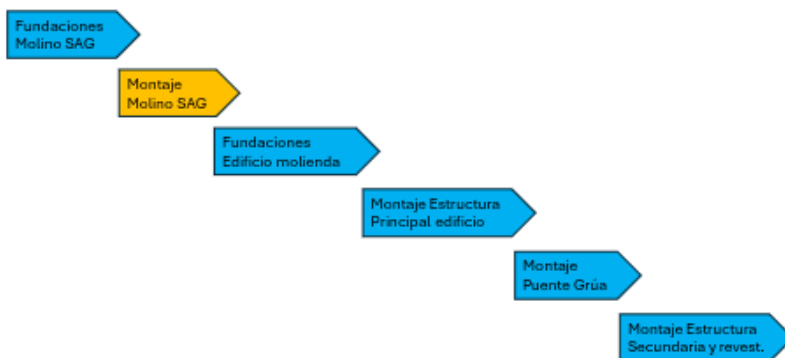 Fundaciones
Molino SAG
Montaje
Molino SAG
Fundaciones
Edificio molienda
Montaje Estructura
Principal edificio
Montaje
Puente Grúa
Montaje Estructura
Secundaria y revest.